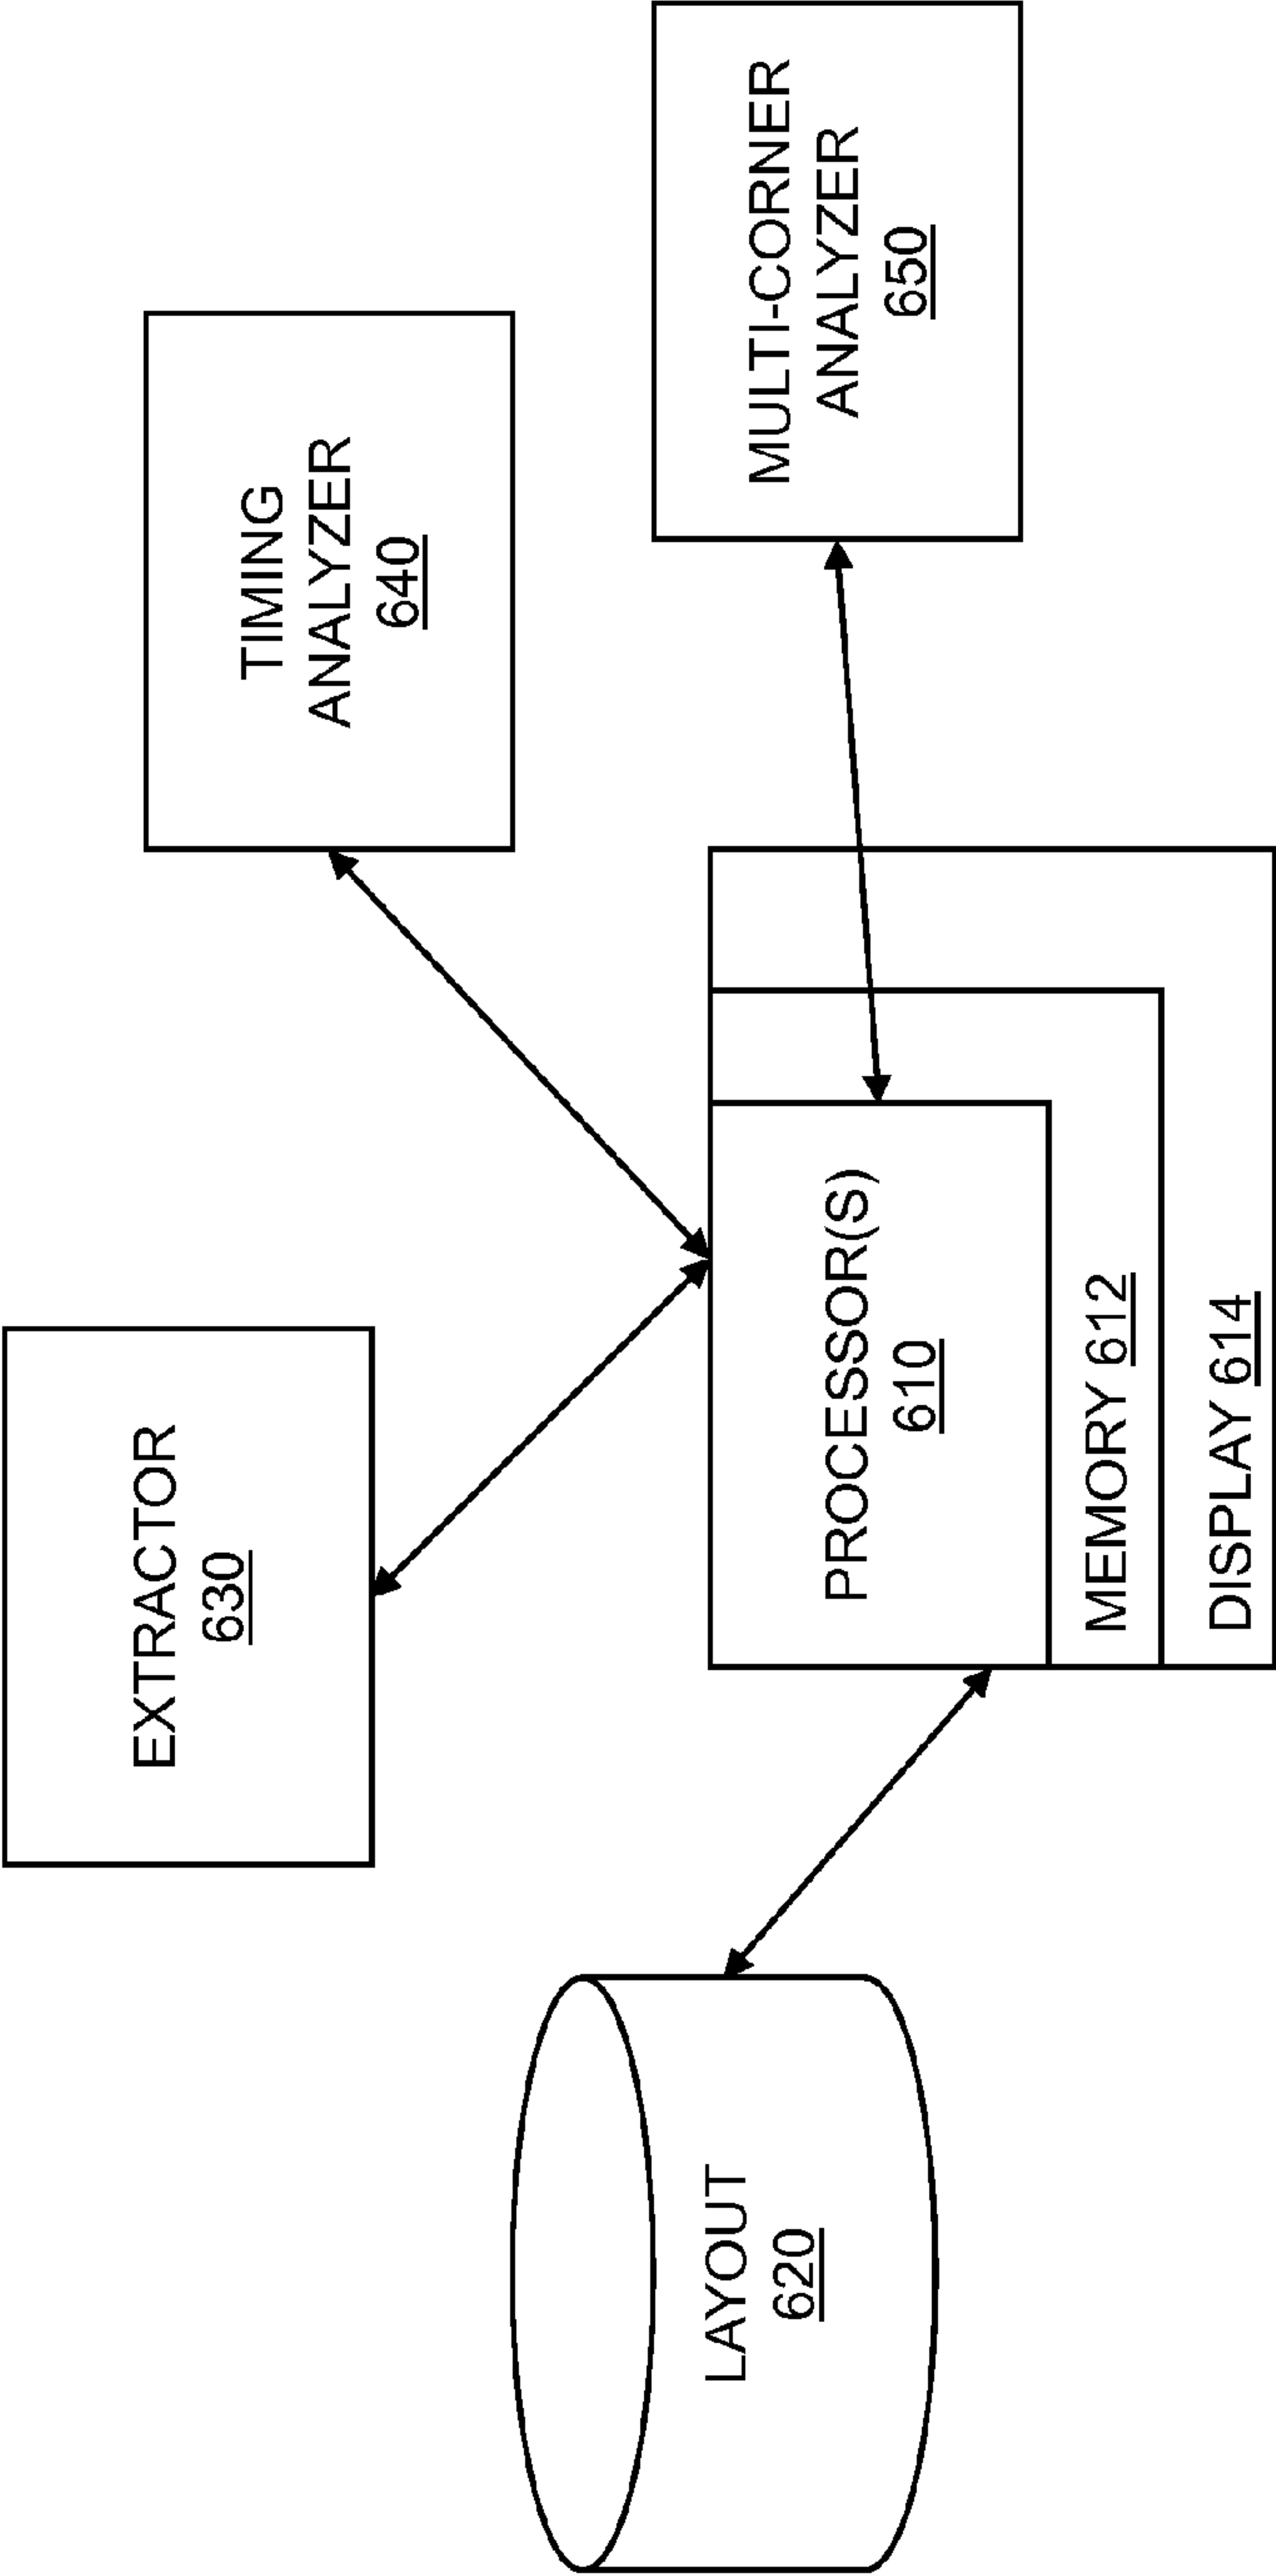 EXTRACTOR
630
TIMING
ANALYZER
640
LAYOUT
620
PROCESSOR(S)
610
MEMORY 612
DISPLAY 614
MULTI-CORNER
ANALYZER
650